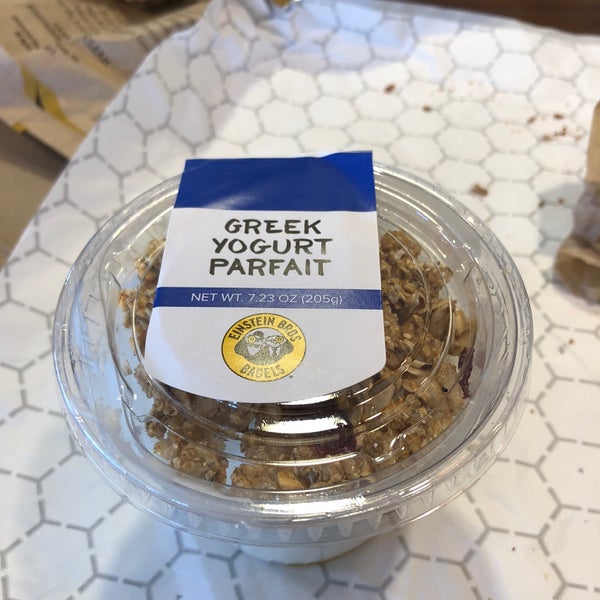 GREEK
YOGURT
PARFAIT
NET WT. 7.23 OZ (205g)
EINSTEIN BROS
BAGELS